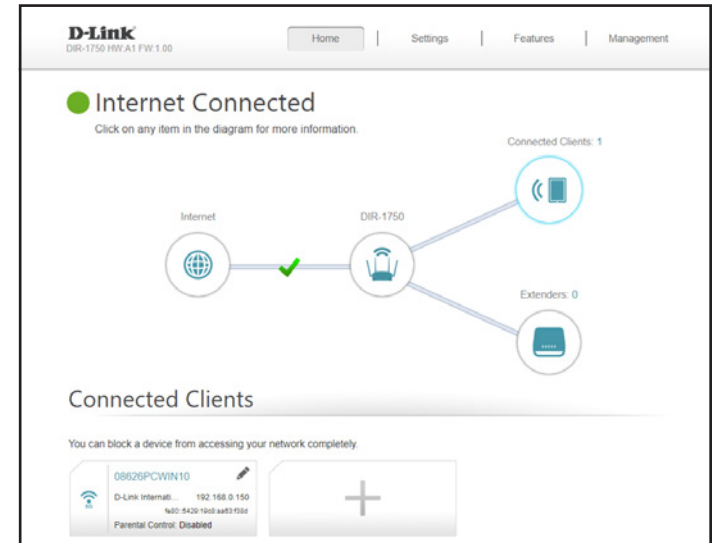 D-Link
DIR-1750 HW:A1 FW:1.00
Home | Settings | Features | Management
Internet Connected
Click on any item in the diagram for more information.
Connected Clients: 1
Internet
DIR-1750
Extenders: 0
Connected Clients
You can block a device from accessing your network completely.
08626PCWIN10
D-Link Internati... 192.168.0.150
Parental Control: Disabled